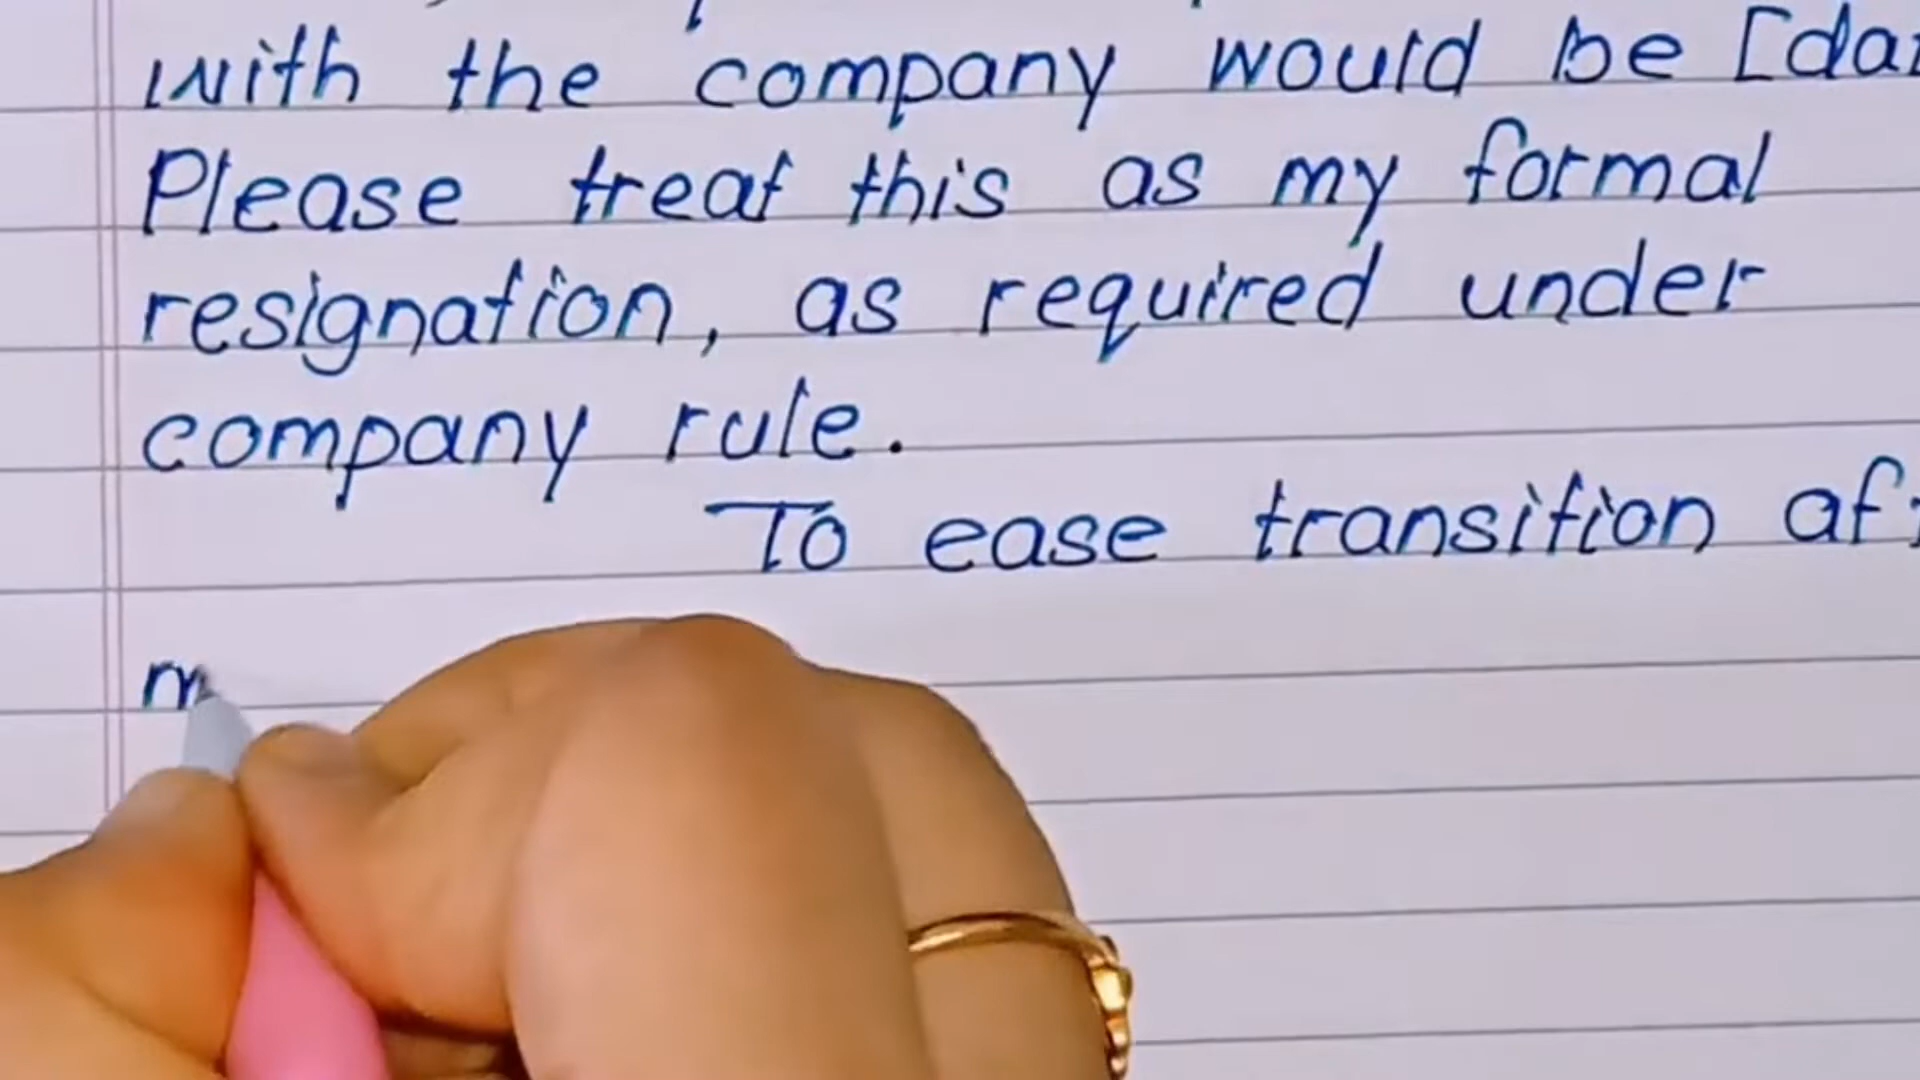 with the company would be [da
Please treat this as my formal
resignation, as required under
company rule.
To ease transition af
m